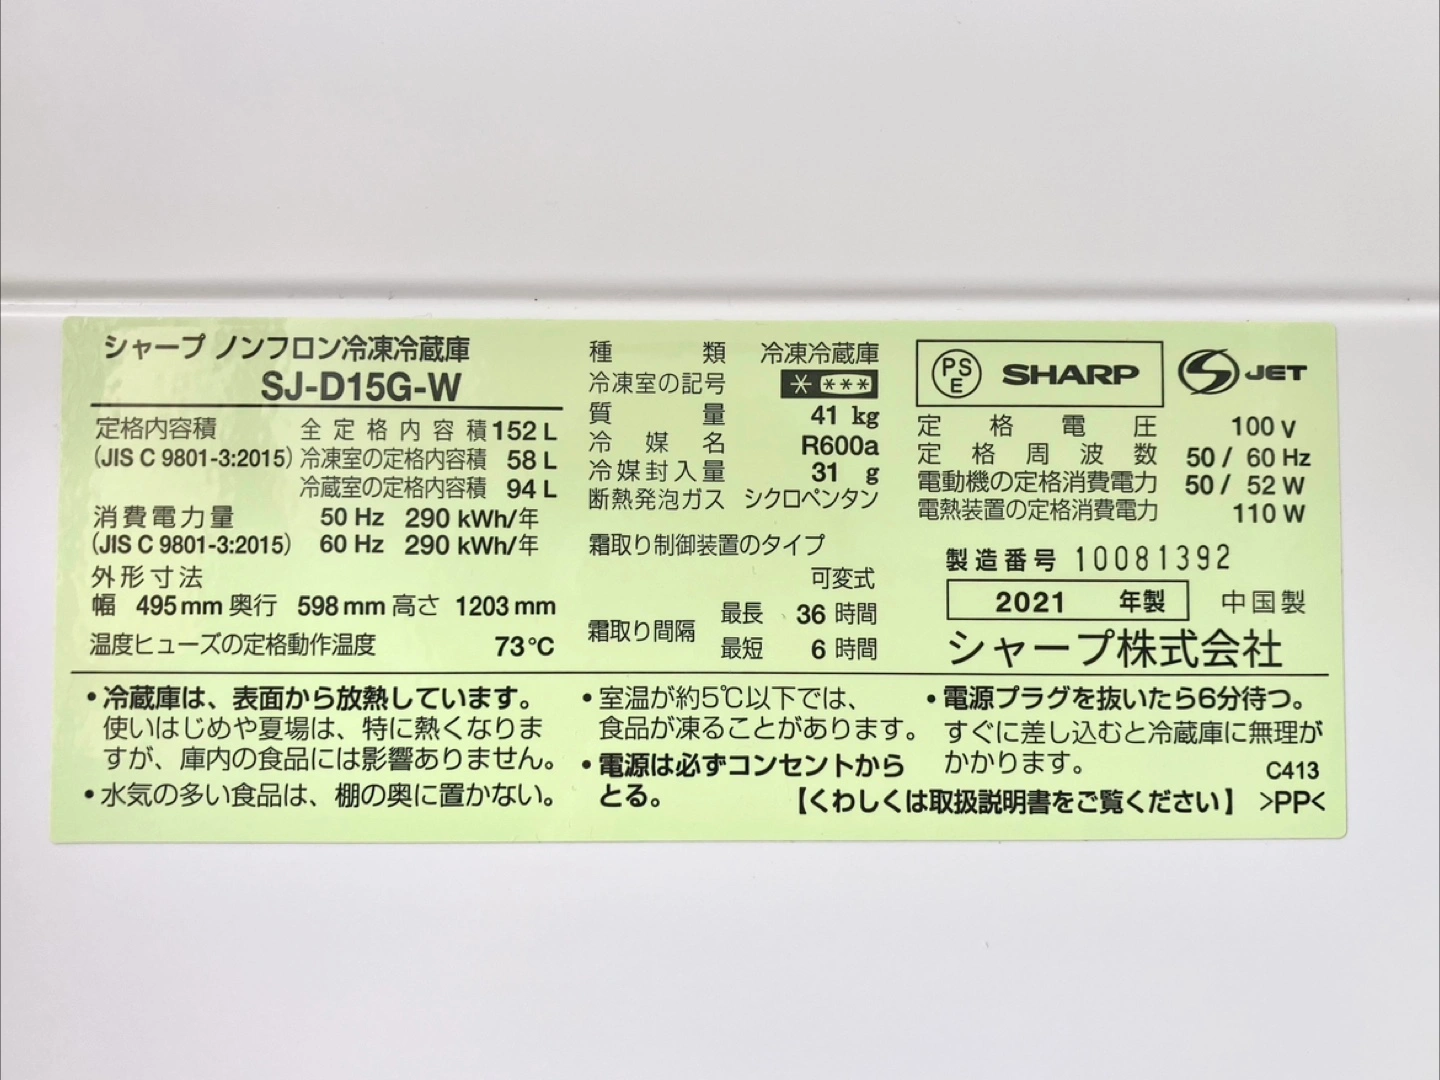 シャープ ノンフロン冷凍冷蔵庫
SJ-D15G-W
定格内容積 全定格内容積 152 L
(JIS C 9801-3:2015) 冷凍室の定格内容積 58 L
冷蔵室の定格内容積 94 L
消費電力量 50 Hz 290 kWh/年
(JIS C 9801-3:2015) 60 Hz 290 kWh/年
外形寸法
幅 495 mm 奥行 598 mm 高さ 1203 mm
温度ヒューズの定格動作温度 73℃
種類 冷凍冷蔵庫
冷凍室の記号 * ***
質量 41 kg
冷媒名 R600a
冷媒封入量 31 g
断熱発泡ガス シクロペンタン
霜取り制御装置のタイプ
可変式
霜取り間隔 最長 36 時間
最短 6 時間
PS E SHARP S JET
定格電圧 100 V
定格周波数 50 / 60 Hz
電動機の定格消費電力 50 / 52 W
電熱装置の定格消費電力 110 W
製造番号 10081392
2021 年製 中国製
シャープ株式会社
・冷蔵庫は、表面から放熱しています。
使いはじめや夏場は、特に熱くなりま
すが、庫内の食品には影響ありません。
・水気の多い食品は、棚の奥に置かない。
・室温が約5℃以下では、
食品が凍ることがあります。
・電源は必ずコンセントから
とる。
・電源プラグを抜いたら6分待つ。
すぐに差し込むと冷蔵庫に無理が
かかります。
C413
【くわしくは取扱説明書をご覧ください】 >PP<